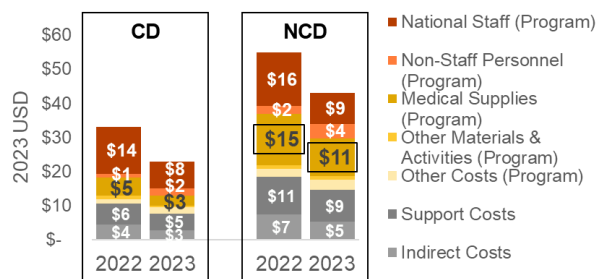 CD
NCD
2023 USD
$60
$50
$40
$30
$20
$10
$-
$14
$1
$5
$6
$4
$8
$2
$3
$5
$3
$16
$2
$15
$11
$7
$9
$4
$11
$9
$5
2022 2023
2022 2023
National Staff (Program)
Non-Staff Personnel
(Program)
Medical Supplies
(Program)
Other Materials &
Activities (Program)
Other Costs (Program)
Support Costs
Indirect Costs